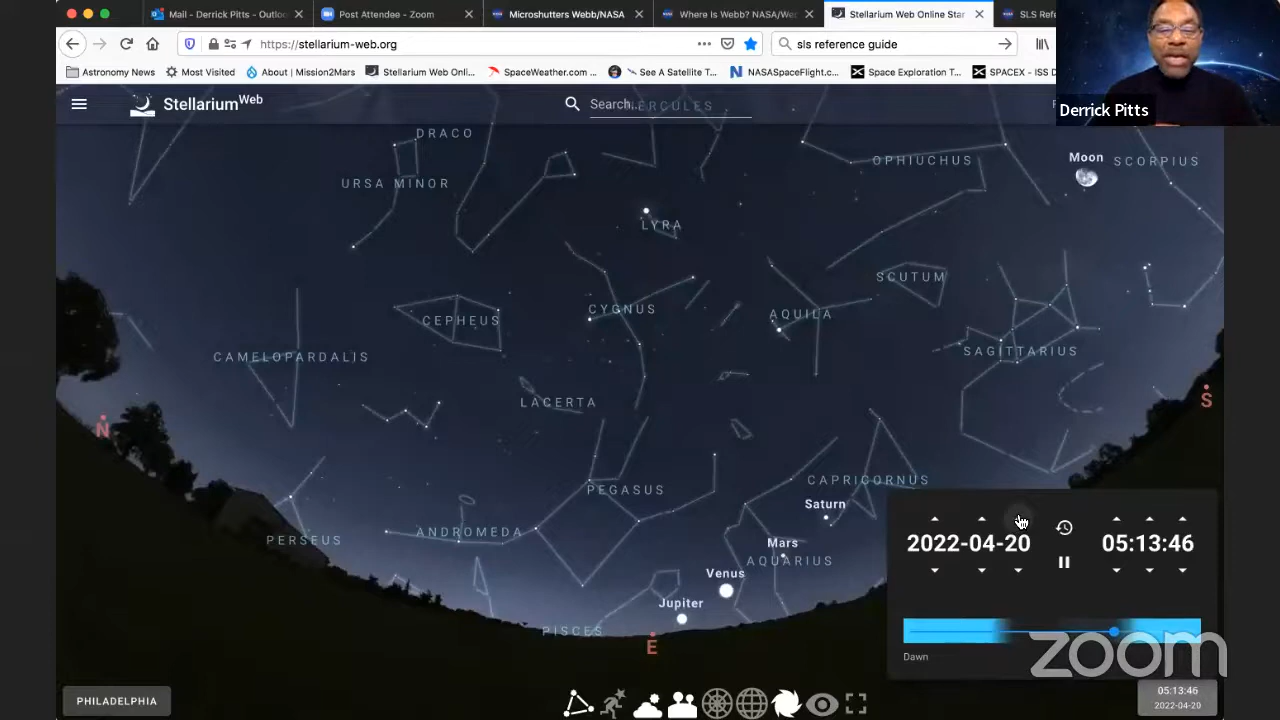 Mail - Derrick Pitts - Outlo
Post Attendee - Zoom
Microshutters Webb/NASA
Where Is Webb? NASA/We
Stellarium Web Online Star
SLS Refe
https://stellarium-web.org
sls reference guide
Astronomy News
Most Visited
About | Mission2Mars
Stellarium Web Onl...
SpaceWeather.com ...
See A Satellite T...
NASASpaceFlight.c...
Space Exploration T...
SPACEX - ISS D
Derrick Pitts
StellariumWeb
Search...
HERCULES
DRACO
OPHIUCHUS
Moon
SCORPIUS
URSA MINOR
LYRA
SCUTUM
CYGNUS
AQUILA
CEPHEUS
SAGITTARIUS
CAMELOPARDALIS
LACERTA
S
N
PEGASUS
CAPRICORNUS
Saturn
ANDROMEDA
PERSEUS
Mars
AQUARIUS
Venus
Jupiter
PISCES
E
2022-04-20
05:13:46
Dawn
zoom
PHILADELPHIA
05:13:46
2022-04-20